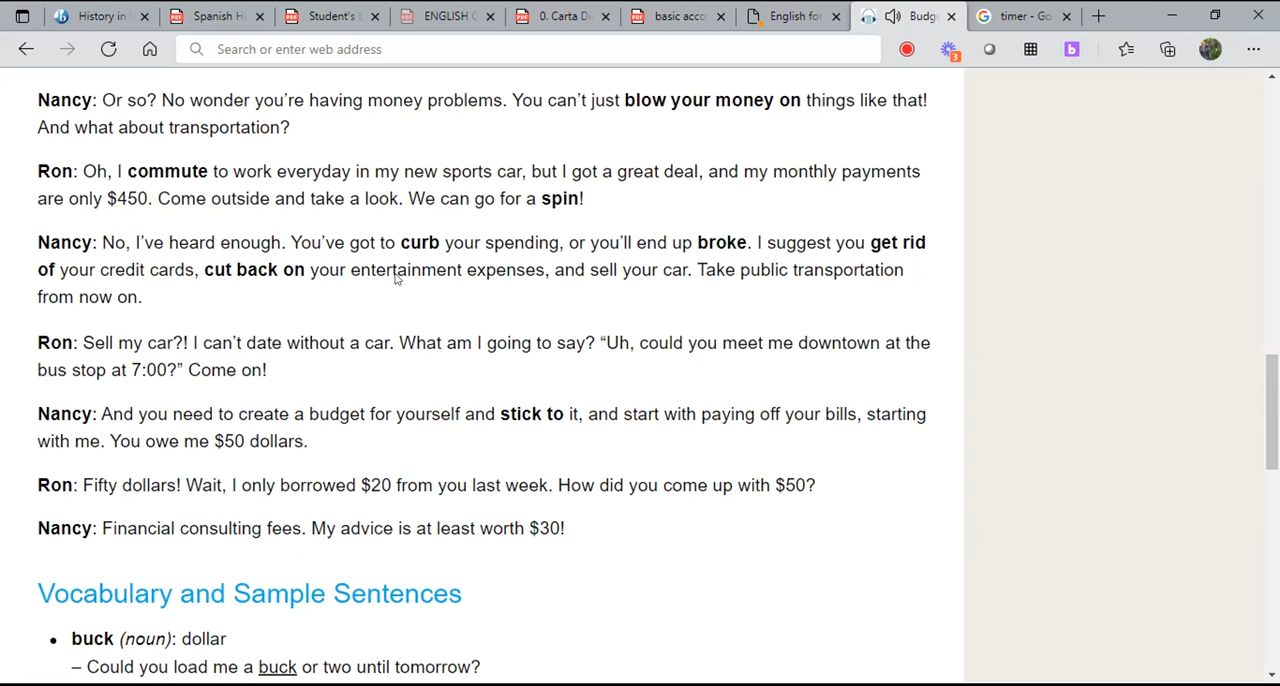 History in
Spanish Hi
Student's
ENGLISH
0. Carta Di
basic acco
English for
Budg
timer - Go
Search or enter web address
3
b
Nancy: Or so? No wonder you're having money problems. You can't just blow your money on things like that!
And what about transportation?
Ron: Oh, I commute to work everyday in my new sports car, but I got a great deal, and my monthly payments
are only $450. Come outside and take a look. We can go for a spin!
Nancy: No, I've heard enough. You've got to curb your spending, or you'll end up broke. I suggest you get rid
of your credit cards, cut back on your entertainment expenses, and sell your car. Take public transportation
from now on.
Ron: Sell my car?! I can't date without a car. What am I going to say? “Uh, could you meet me downtown at the
bus stop at 7:00?” Come on!
Nancy: And you need to create a budget for yourself and stick to it, and start with paying off your bills, starting
with me. You owe me $50 dollars.
Ron: Fifty dollars! Wait, I only borrowed $20 from you last week. How did you come up with $50?
Nancy: Financial consulting fees. My advice is at least worth $30!
Vocabulary and Sample Sentences
• buck (noun): dollar
– Could you load me a buck or two until tomorrow?